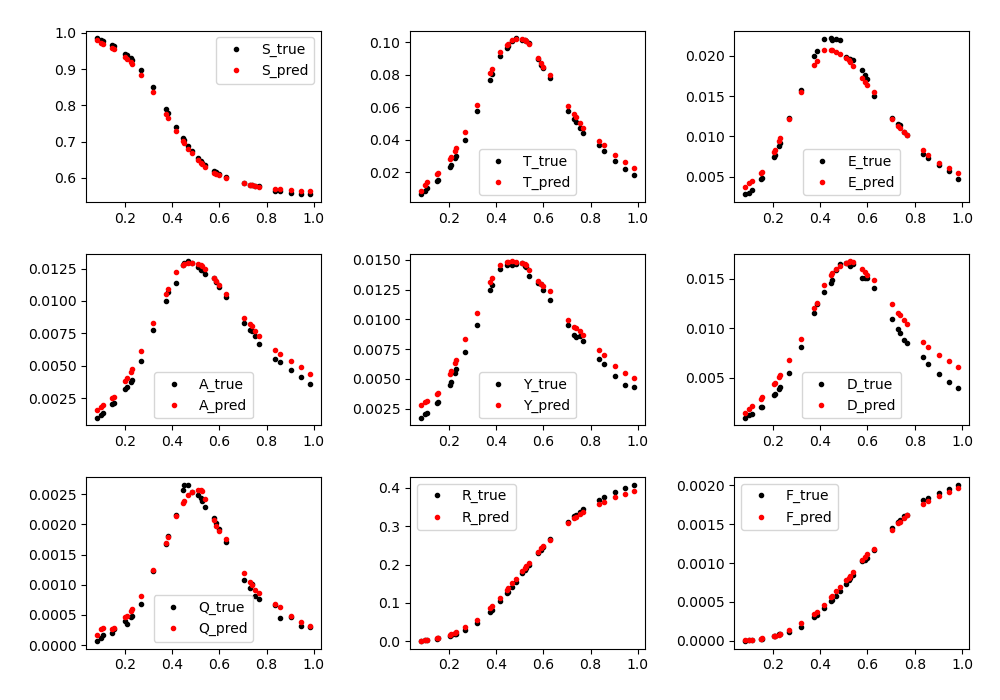 1.0
0.9
0.8
0.7
0.6
S_true
S_pred
0.2 0.4 0.6 0.8 1.0
0.10
0.08
0.06
0.04
0.02
T_true
T_pred
0.2 0.4 0.6 0.8 1.0
0.020
0.015
0.010
0.005
E_true
E_pred
0.2 0.4 0.6 0.8 1.0
0.0125
0.0100
0.0075
0.0050
0.0025
A_true
A_pred
0.2 0.4 0.6 0.8 1.0
0.0150
0.0125
0.0100
0.0075
0.0050
0.0025
Y_true
Y_pred
0.2 0.4 0.6 0.8 1.0
0.015
0.010
0.005
D_true
D_pred
0.2 0.4 0.6 0.8 1.0
0.0025
0.0020
0.0015
0.0010
0.0005
0.0000
Q_true
Q_pred
0.2 0.4 0.6 0.8 1.0
0.4
0.3
0.2
0.1
0.0
R_true
R_pred
0.2 0.4 0.6 0.8 1.0
0.0020
0.0015
0.0010
0.0005
0.0000
F_true
F_pred
0.2 0.4 0.6 0.8 1.0